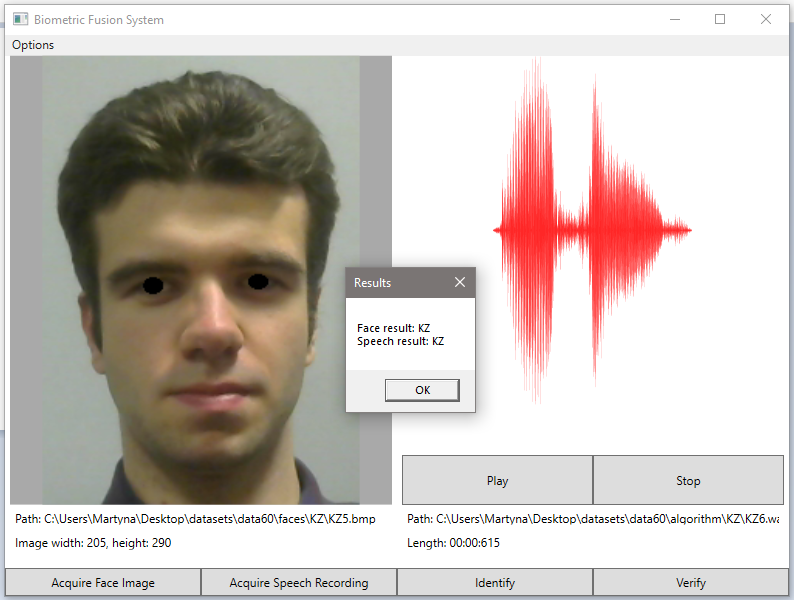 Biometric Fusion System
Options
Results
Face result: KZ
Speech result: KZ
OK
Play
Stop
Path: C:\Users\Martyna\Desktop\datasets\data60\faces\KZ\KZ5.bmp
Path: C:\Users\Martyna\Desktop\datasets\data60\algorithm\KZ\KZ6.wa
Image width: 205, height: 290
Length: 00:00:615
Acquire Face Image
Acquire Speech Recording
Identify
Verify